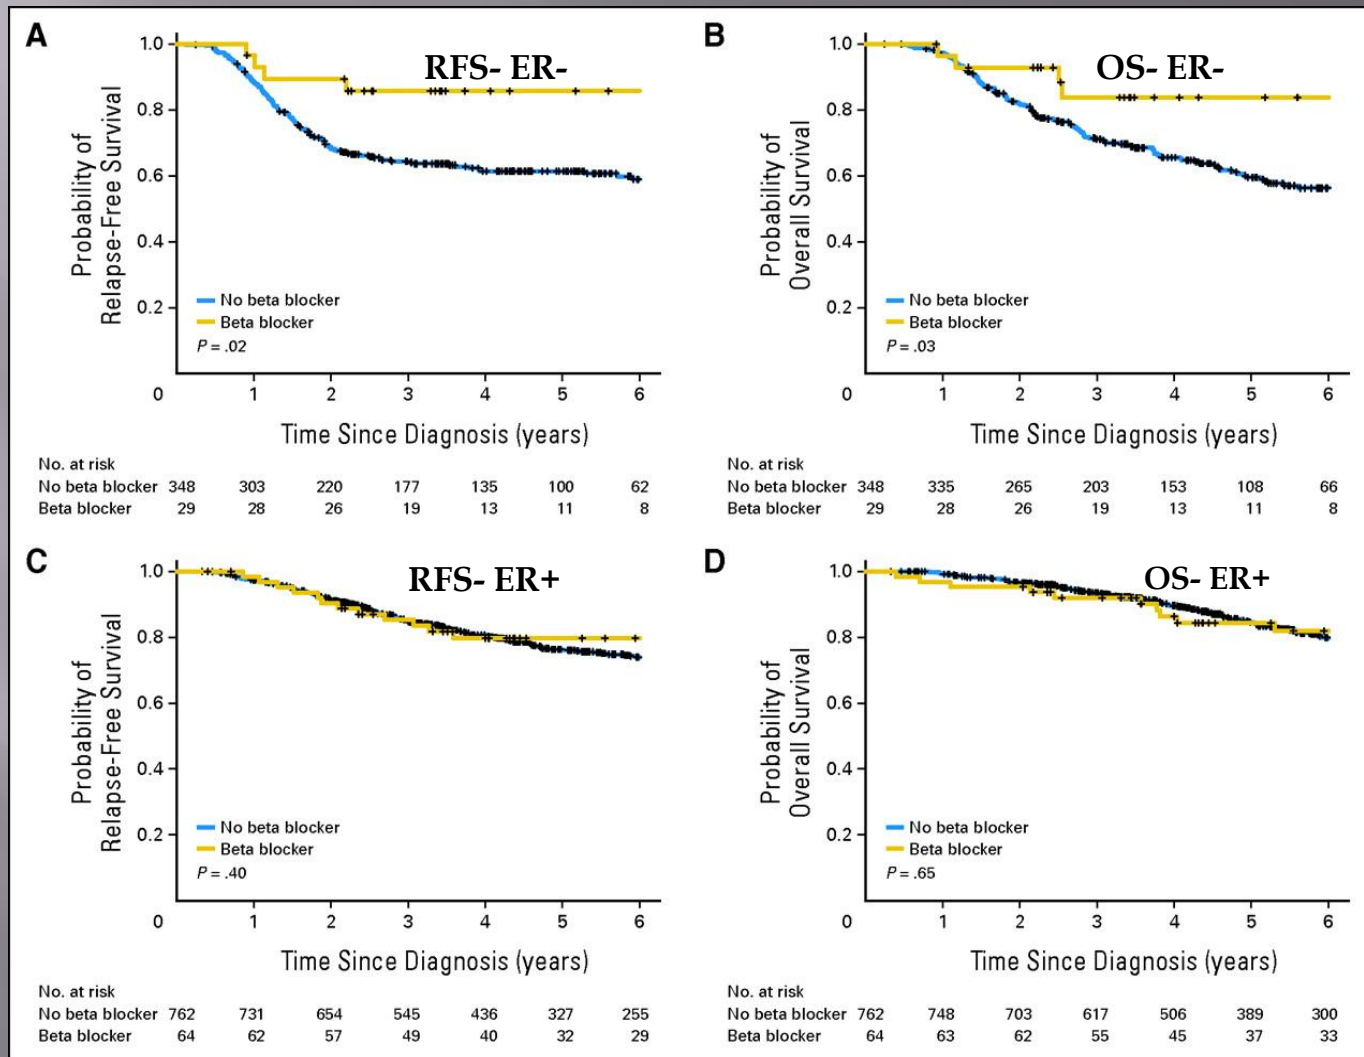 A
RFS- ER-
Probability of
Relapse-Free Survival
1.0
0.8
0.6
0.4
0.2
No beta blocker
Beta blocker
P = .02
0 1 2 3 4 5 6
Time Since Diagnosis (years)
No. at risk
No beta blocker 348 303 220 177 135 100 62
Beta blocker 29 28 26 19 13 11 8
B
OS- ER-
Probability of
Overall Survival
1.0
0.8
0.6
0.4
0.2
No beta blocker
Beta blocker
P = .03
0 1 2 3 4 5 6
Time Since Diagnosis (years)
No. at risk
No beta blocker 348 335 265 203 153 108 66
Beta blocker 29 28 26 19 13 11 8
C
RFS- ER+
Probability of
Relapse-Free Survival
1.0
0.8
0.6
0.4
0.2
No beta blocker
Beta blocker
P = .40
0 1 2 3 4 5 6
Time Since Diagnosis (years)
No. at risk
No beta blocker 762 731 654 545 436 327 255
Beta blocker 64 62 57 49 40 32 29
D
OS- ER+
Probability of
Overall Survival
1.0
0.8
0.6
0.4
0.2
No beta blocker
Beta blocker
P = .65
0 1 2 3 4 5 6
Time Since Diagnosis (years)
No. at risk
No beta blocker 762 748 703 617 506 389 300
Beta blocker 64 63 62 55 45 37 33